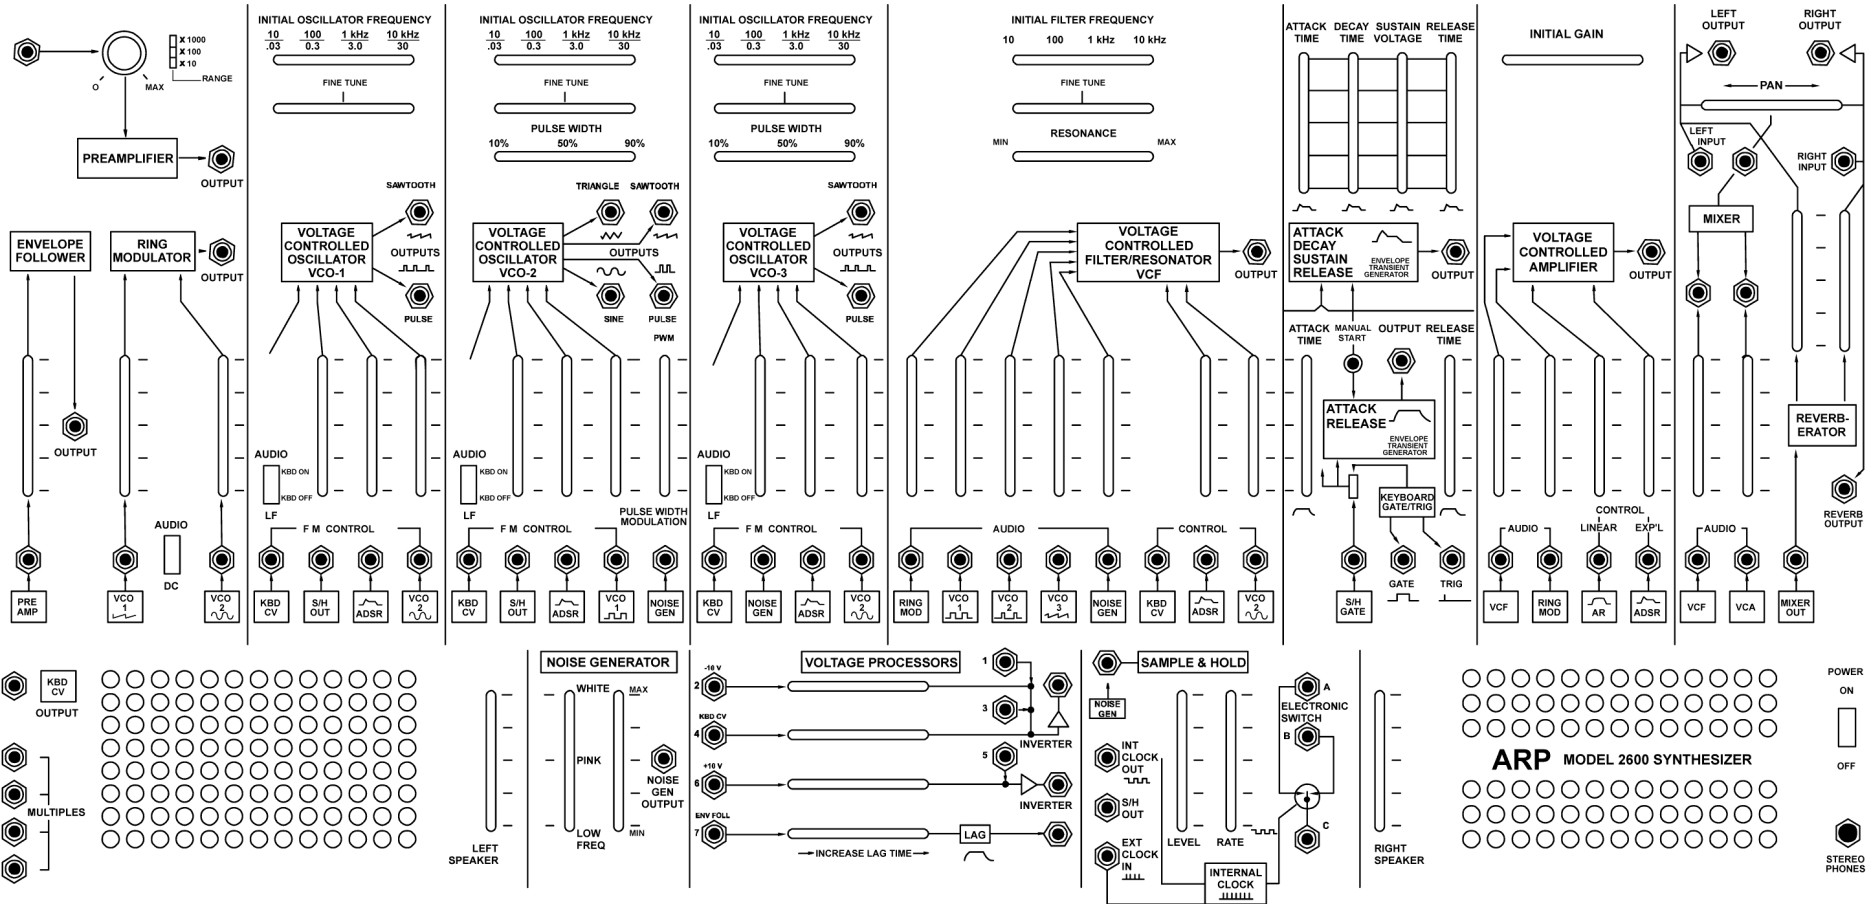 X 1000
X 100
X 10
RANGE
O
MAX
PREAMPLIFIER
OUTPUT
ENVELOPE
FOLLOWER
RING
MODULATOR
OUTPUT
OUTPUT
AUDIO
DC
PRE
AMP
VCO
1
VCO
2
INITIAL OSCILLATOR FREQUENCY
10 100 1 kHz 10 kHz
.03 0.3 3.0 30
FINE TUNE
SAWTOOTH
VOLTAGE
CONTROLLED
OSCILLATOR
VCO-1
OUTPUTS
PULSE
AUDIO
KBD ON
KBD OFF
LF
F M CONTROL
KBD
CV
S/H
OUT
ADSR
VCO
2
INITIAL OSCILLATOR FREQUENCY
10 100 1 kHz 10 kHz
.03 0.3 3.0 30
FINE TUNE
PULSE WIDTH
10% 50% 90%
TRIANGLE SAWTOOTH
VOLTAGE
CONTROLLED
OSCILLATOR
VCO-2
OUTPUTS
SINE PULSE
PWM
AUDIO
KBD ON
KBD OFF
LF
PULSE WIDTH
MODULATION
F M CONTROL
KBD
CV
S/H
OUT
ADSR
VCO
1
NOISE
GEN
INITIAL OSCILLATOR FREQUENCY
10 100 1 kHz 10 kHz
.03 0.3 3.0 30
FINE TUNE
PULSE WIDTH
10% 50% 90%
SAWTOOTH
VOLTAGE
CONTROLLED
OSCILLATOR
VCO-3
OUTPUTS
PULSE
AUDIO
KBD ON
KBD OFF
LF
F M CONTROL
KBD
CV
NOISE
GEN
ADSR
VCO
2
INITIAL FILTER FREQUENCY
10 100 1 kHz 10 kHz
FINE TUNE
RESONANCE
MIN MAX
VOLTAGE
CONTROLLED
FILTER/RESONATOR
VCF
OUTPUT
AUDIO
CONTROL
RING
MOD
VCO
1
VCO
2
VCO
3
NOISE
GEN
KBD
CV
ADSR
VCO
2
ATTACK
TIME
DECAY
TIME
SUSTAIN
VOLTAGE
RELEASE
TIME
ATTACK
DECAY
SUSTAIN
RELEASE
ENVELOPE
TRANSIENT
GENERATOR
OUTPUT
ATTACK
TIME
MANUAL
START
OUTPUT
RELEASE
TIME
ATTACK
RELEASE
ENVELOPE
TRANSIENT
GENERATOR
KEYBOARD
GATE/TRIG
GATE
TRIG
S/H
GATE
INITIAL GAIN
VOLTAGE
CONTROLLED
AMPLIFIER
OUTPUT
CONTROL
AUDIO
LINEAR
EXP'L
VCF
RING
MOD
AR
ADSR
LEFT
OUTPUT
RIGHT
OUTPUT
PAN
LEFT
INPUT
RIGHT
INPUT
MIXER
REVERB-
ERATOR
REVERB
OUTPUT
AUDIO
VCF
VCA
MIXER
OUT
KBD
CV
OUTPUT
MULTIPLES
LEFT
SPEAKER
NOISE GENERATOR
WHITE
MAX
PINK
LOW
FREQ
MIN
NOISE
GEN
OUTPUT
VOLTAGE PROCESSORS
-10 V
1
2
3
KBD CV
4
INVERTER
5
+10 V
6
INVERTER
ENV FOLL
7
LAG
INCREASE LAG TIME
SAMPLE & HOLD
NOISE
GEN
INT
CLOCK
OUT
S/H
OUT
EXT
CLOCK
IN
LEVEL
RATE
A
ELECTRONIC
SWITCH
B
C
INTERNAL
CLOCK
RIGHT
SPEAKER
ARP MODEL 2600 SYNTHESIZER
POWER
ON
OFF
STEREO
PHONES